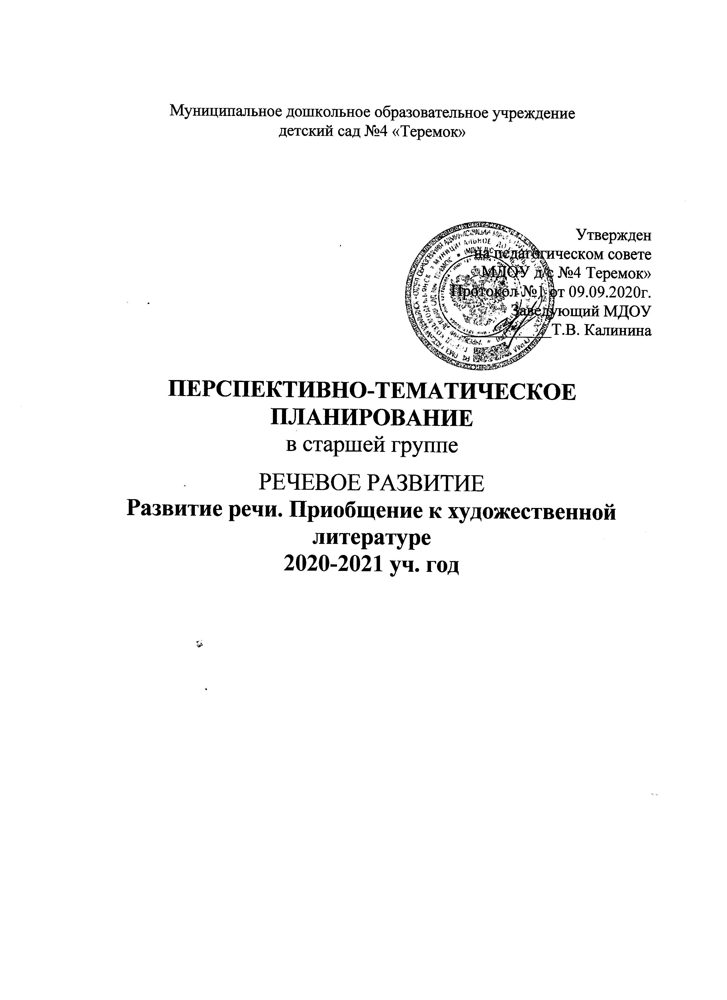 Муниципальное дошкольное образовательное учреждение
детский сад №4 «Теремок»
Утвержден
на педагогическом совете
МДОУ д/с №4 Теремок»
Протокол №1 от 09.09.2020г.
Заведующий МДОУ
Т.В. Калинина
ПЕРСПЕКТИВНО-ТЕМАТИЧЕСКОЕ
ПЛАНИРОВАНИЕ
в старшей группе
РЕЧЕВОЕ РАЗВИТИЕ
Развитие речи. Приобщение к художественной
литературе
2020-2021 уч. год